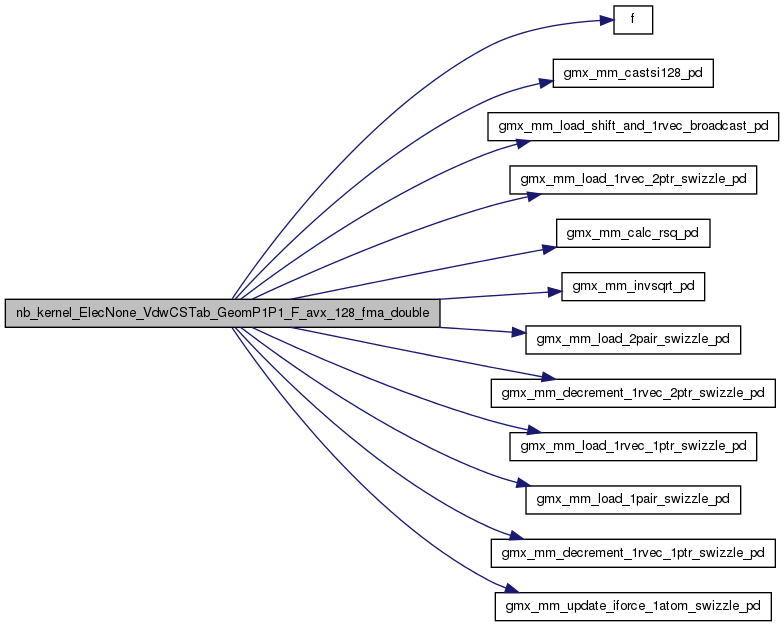 f
gmx_mm_castsi128_pd
gmx_mm_load_shift_and_1rvec_broadcast_pd
gmx_mm_load_1rvec_2ptr_swizzle_pd
gmx_mm_calc_rsq_pd
gmx_mm_invsqrt_pd
nb_kernel_ElecNone_VdwCSTab_GeomP1P1_F_avx_128_fma_double
gmx_mm_load_2pair_swizzle_pd
gmx_mm_decrement_1rvec_2ptr_swizzle_pd
gmx_mm_load_1rvec_1ptr_swizzle_pd
gmx_mm_load_1pair_swizzle_pd
gmx_mm_decrement_1rvec_1ptr_swizzle_pd
gmx_mm_update_iforce_1atom_swizzle_pd